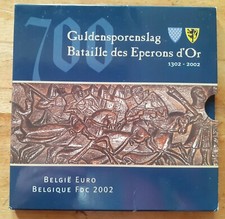 700
Guldensporenslag
Bataille des Eperons d'Or
1302 - 2002
België Euro
Belgique FDC 2002